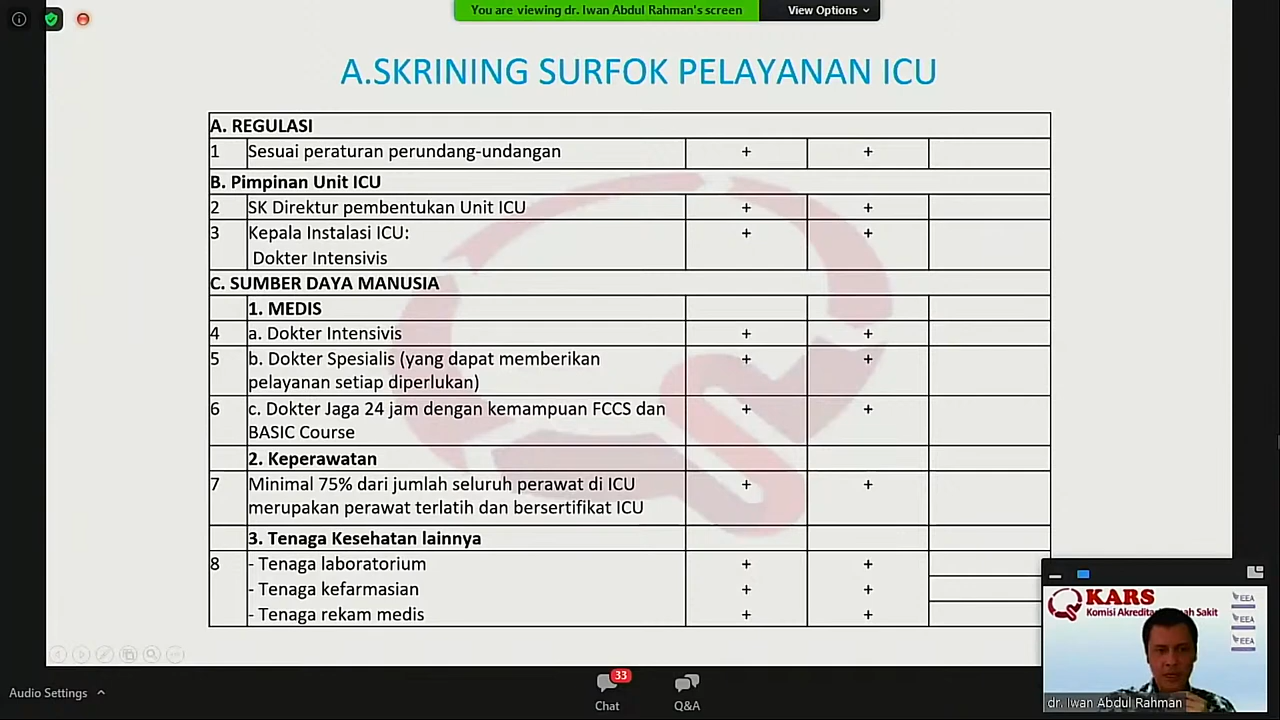 You are viewing dr. Iwan Abdul Rahman's screen
View Options
A.SKRINING SURFOK PELAYANAN ICU
A. REGULASI
1 Sesuai peraturan perundang-undangan + +
B. Pimpinan Unit ICU
2 SK Direktur pembentukan Unit ICU + +
3 Kepala Instalasi ICU: + +
Dokter Intensivis
C. SUMBER DAYA MANUSIA
1. MEDIS
4 a. Dokter Intensivis + +
5 b. Dokter Spesialis (yang dapat memberikan + +
pelayanan setiap diperlukan)
6 c. Dokter Jaga 24 jam dengan kemampuan FCCS dan + +
BASIC Course
2. Keperawatan
7 Minimal 75% dari jumlah seluruh perawat di ICU + +
merupakan perawat terlatih dan bersertifikat ICU
3. Tenaga Kesehatan lainnya
8 - Tenaga laboratorium + +
- Tenaga kefarmasian + +
- Tenaga rekam medis + +
KARS
Komisi
Sakit
EEA
EEA
EEA
dr. Iwan Abdul Rahman
Audio Settings
33
Chat
Q&A